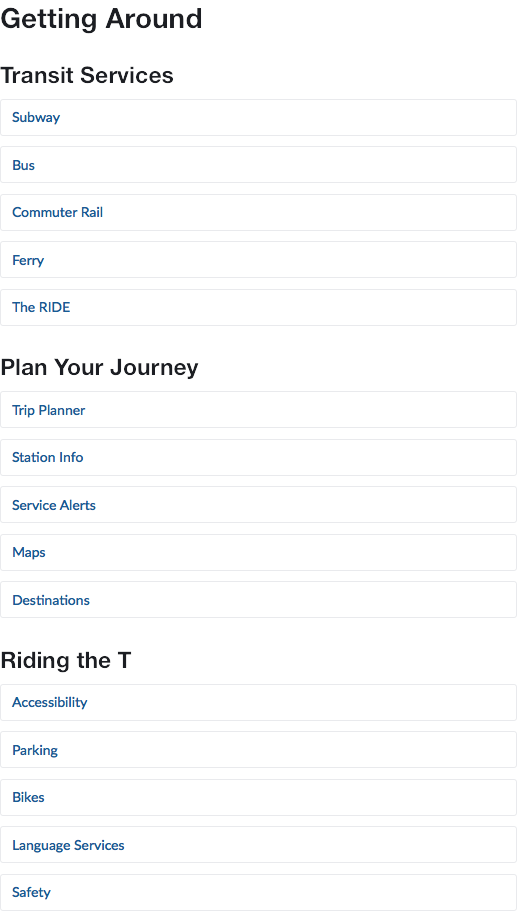 Getting Around
Transit Services
Subway
Bus
Commuter Rail
Ferry
The RIDE
Plan Your Journey
Trip Planner
Station Info
Service Alerts
Maps
Destinations
Riding the T
Accessibility
Parking
Bikes
Language Services
Safety